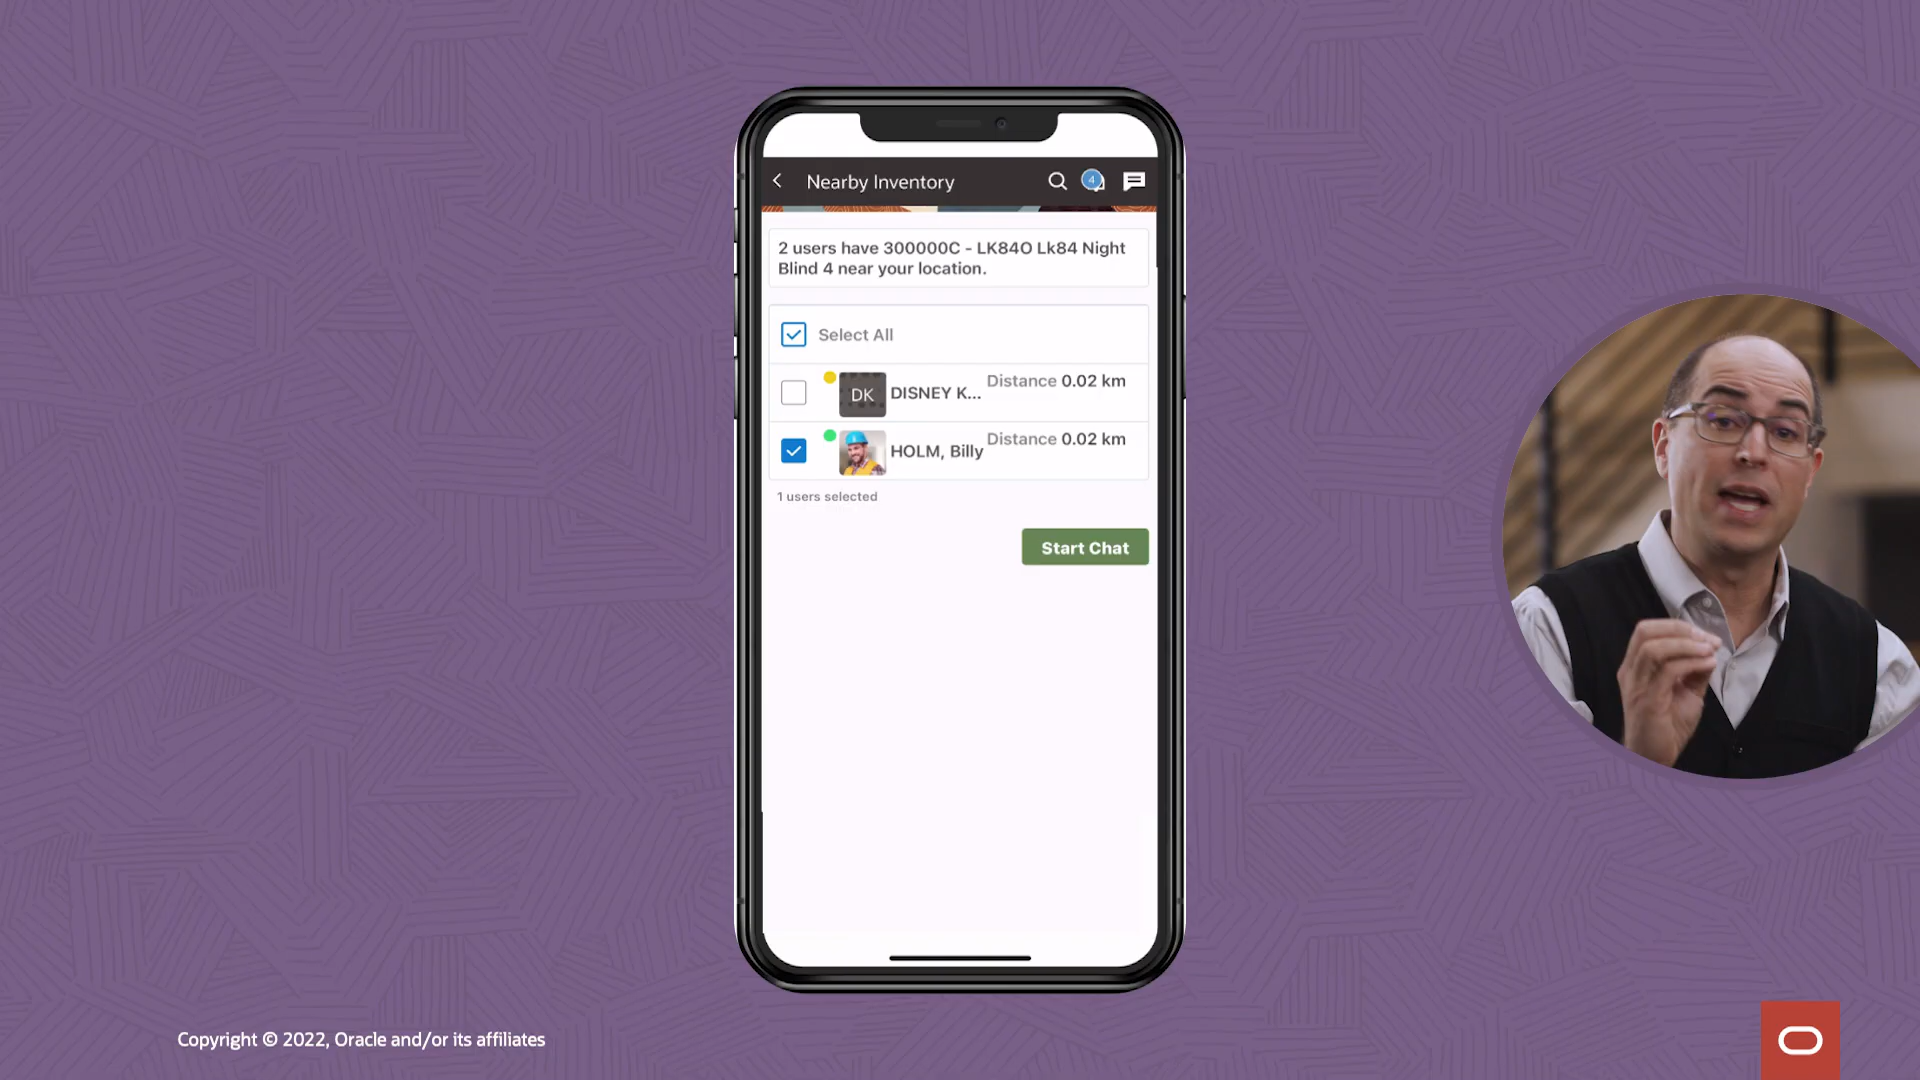 Nearby Inventory
4
2 users have 300000C - LK84O Lk84 Night
Blind 4 near your location.
Select All
DK
DISNEY K...
Distance 0.02 km
HOLM, Billy
Distance 0.02 km
1 users selected
Start Chat
Copyright © 2022, Oracle and/or its affiliates